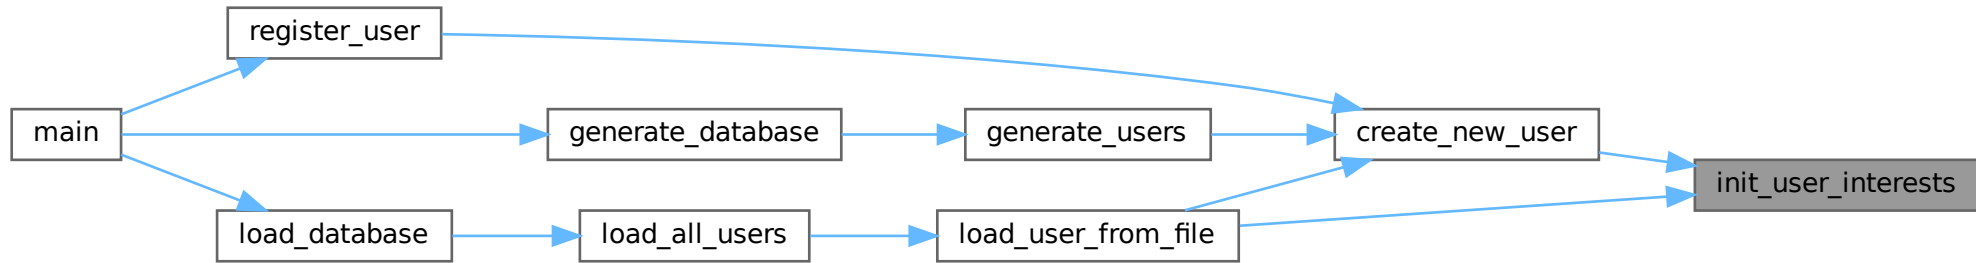 register_user
main
generate_database
generate_users
create_new_user
init_user_interests
load_database
load_all_users
load_user_from_file